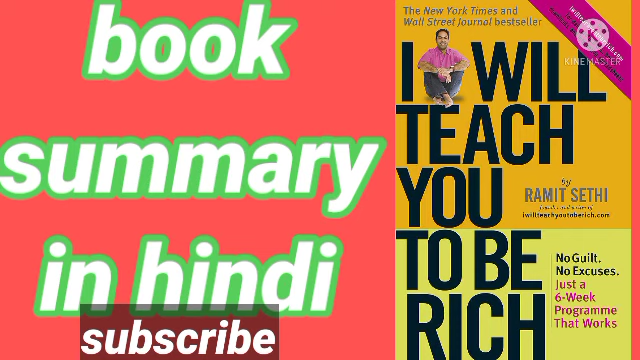 book
summary
in hindi
subscribe
The New York Times and
Wall Street Journal bestseller
KINEMASTER
I WILL
TEACH
YOU
by
RAMIT SETHI
iwillteachyoutoberich.com
TO BE
RICH
No Guilt.
No Excuses.
Just a
6-Week
Programme
That Works